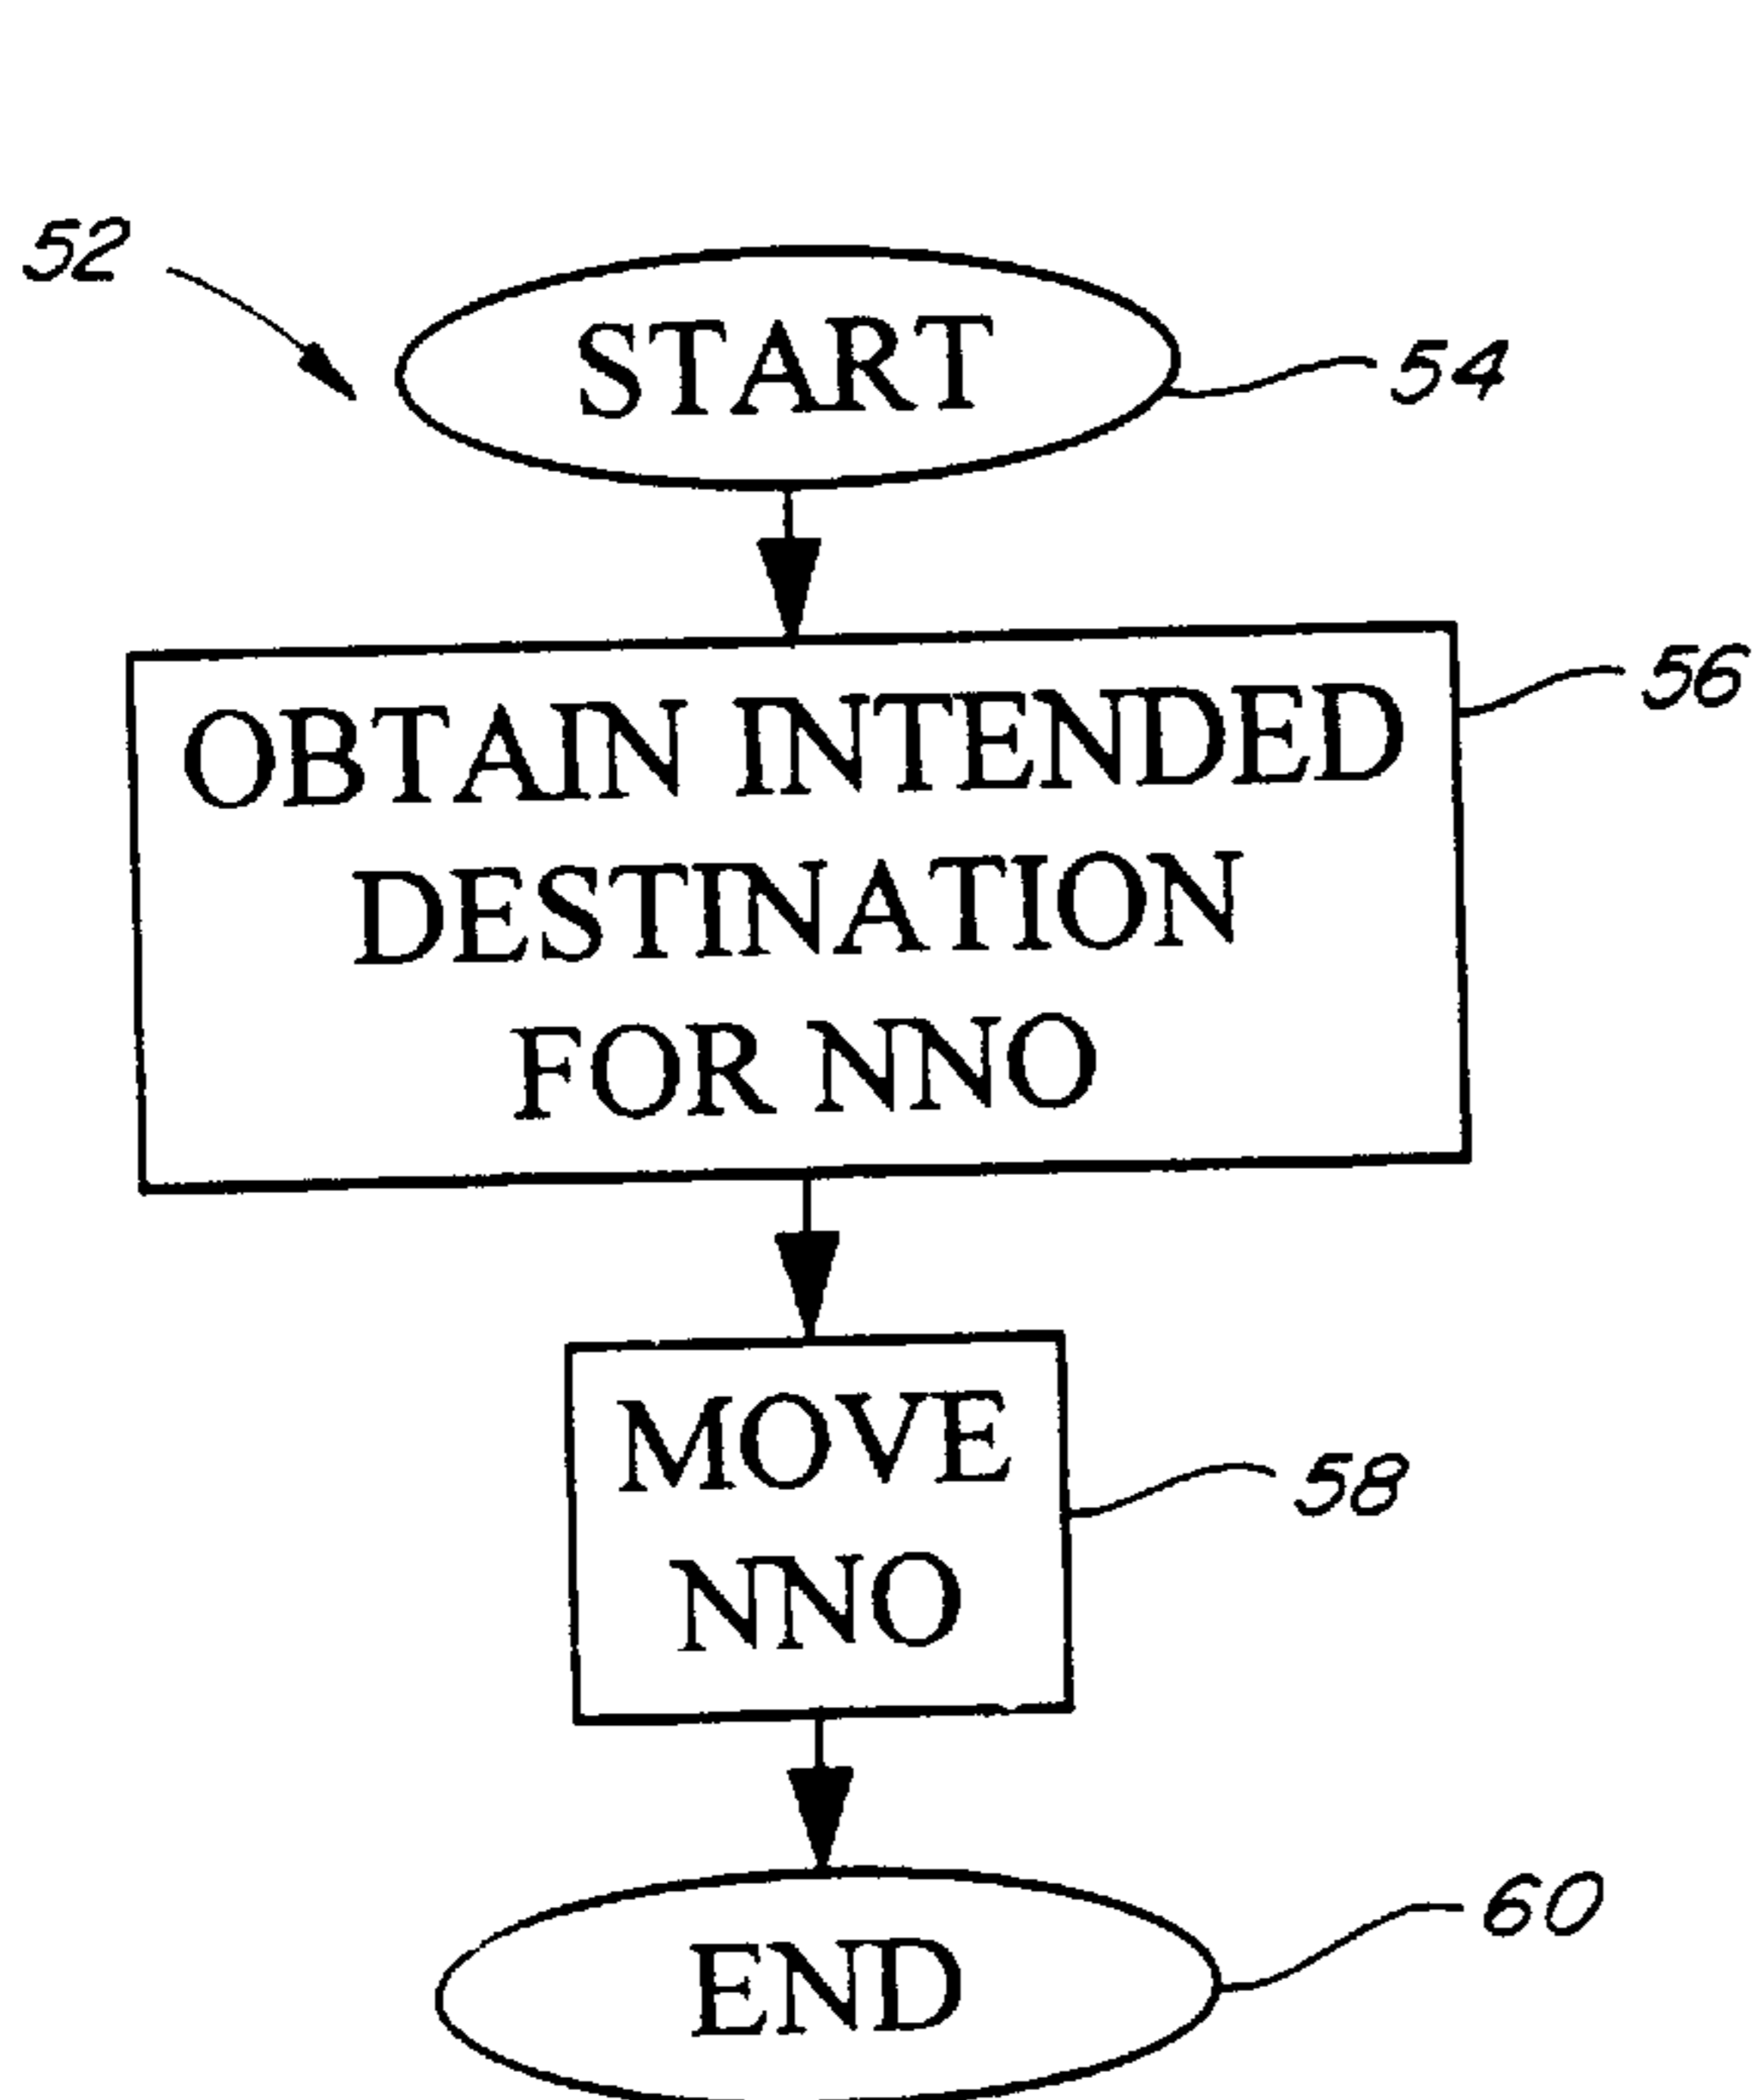 52
START
54
OBTAIN INTENDED
56
DESTINATION
FOR NNO
MOVE
58
NNO
60
END